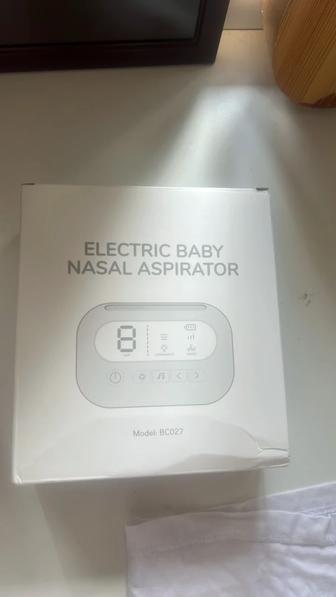 ELECTRIC BABY
NASAL ASPIRATOR
8
Model: BC027